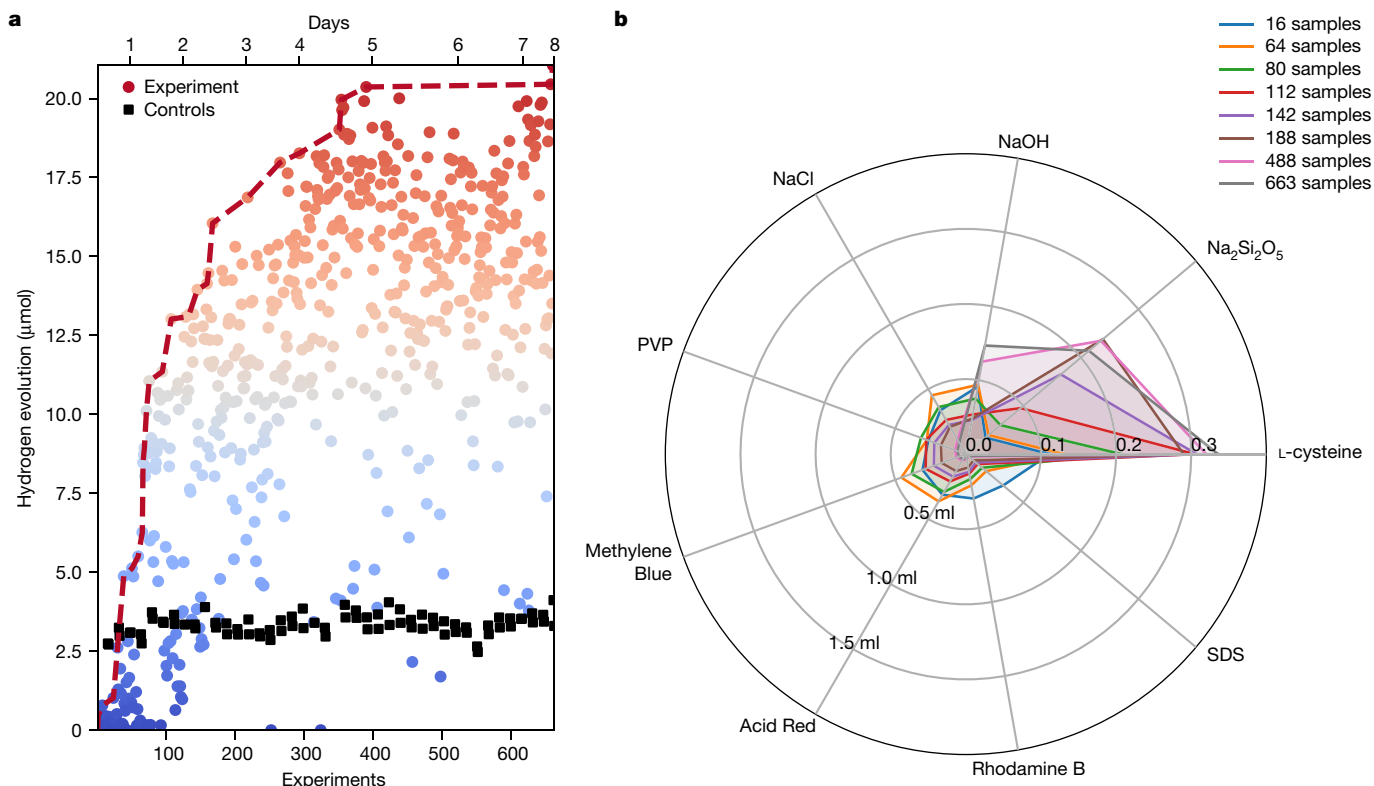 a
Days
1 2 3 4 5 6 7 8
Experiment
Controls
Hydrogen evolution (μmol)
20.0
17.5
15.0
12.5
10.0
7.5
5.0
2.5
0
100 200 300 400 500 600
Experiments
b
16 samples
64 samples
80 samples
112 samples
142 samples
188 samples
488 samples
663 samples
NaOH
NaCl
Na₂Si₂O₅
PVP
0.0 0.1 0.2 0.3
L-cysteine
0.5 ml
Methylene
Blue
1.0 ml
1.5 ml
SDS
Acid Red
Rhodamine B